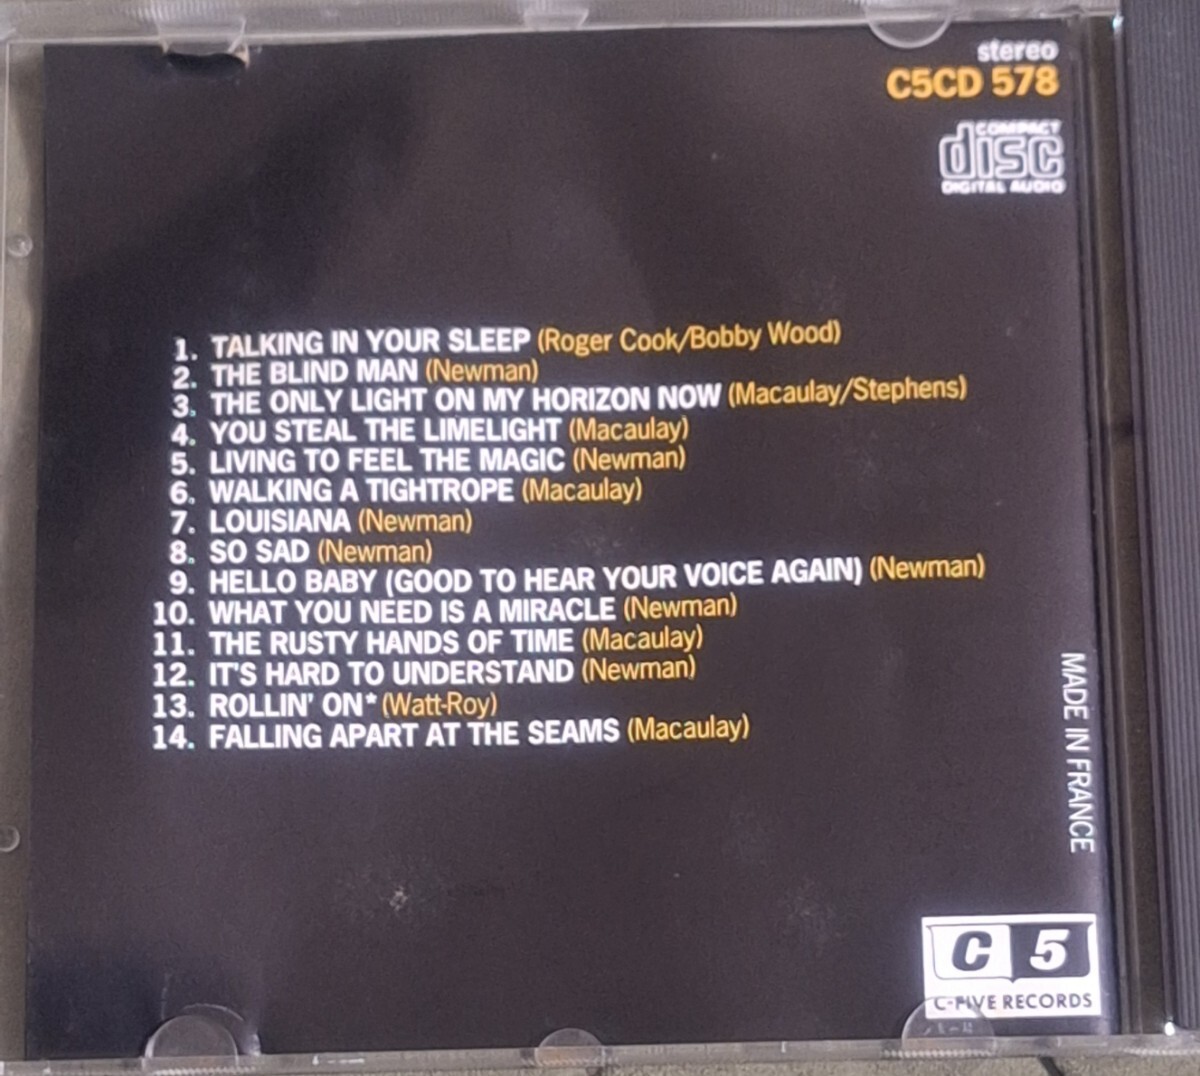 stereo
C5CD 578
COMPACT
disc
DIGITAL AUDIO
1. TALKING IN YOUR SLEEP (Roger Cook/Bobby Wood)
2. THE BLIND MAN (Newman)
3. THE ONLY LIGHT ON MY HORIZON NOW (Macaulay/Stephens)
4. YOU STEAL THE LIMELIGHT (Macaulay)
5. LIVING TO FEEL THE MAGIC (Newman)
6. WALKING A TIGHTROPE (Macaulay)
7. LOUISIANA (Newman)
8. SO SAD (Newman)
9. HELLO BABY (GOOD TO HEAR YOUR VOICE AGAIN) (Newman)
10. WHAT YOU NEED IS A MIRACLE (Newman)
11. THE RUSTY HANDS OF TIME (Macaulay)
12. IT'S HARD TO UNDERSTAND (Newman)
13. ROLLIN' ON* (Watt-Roy)
14. FALLING APART AT THE SEAMS (Macaulay)
MADE IN FRANCE
C 5
C-FIVE RECORDS